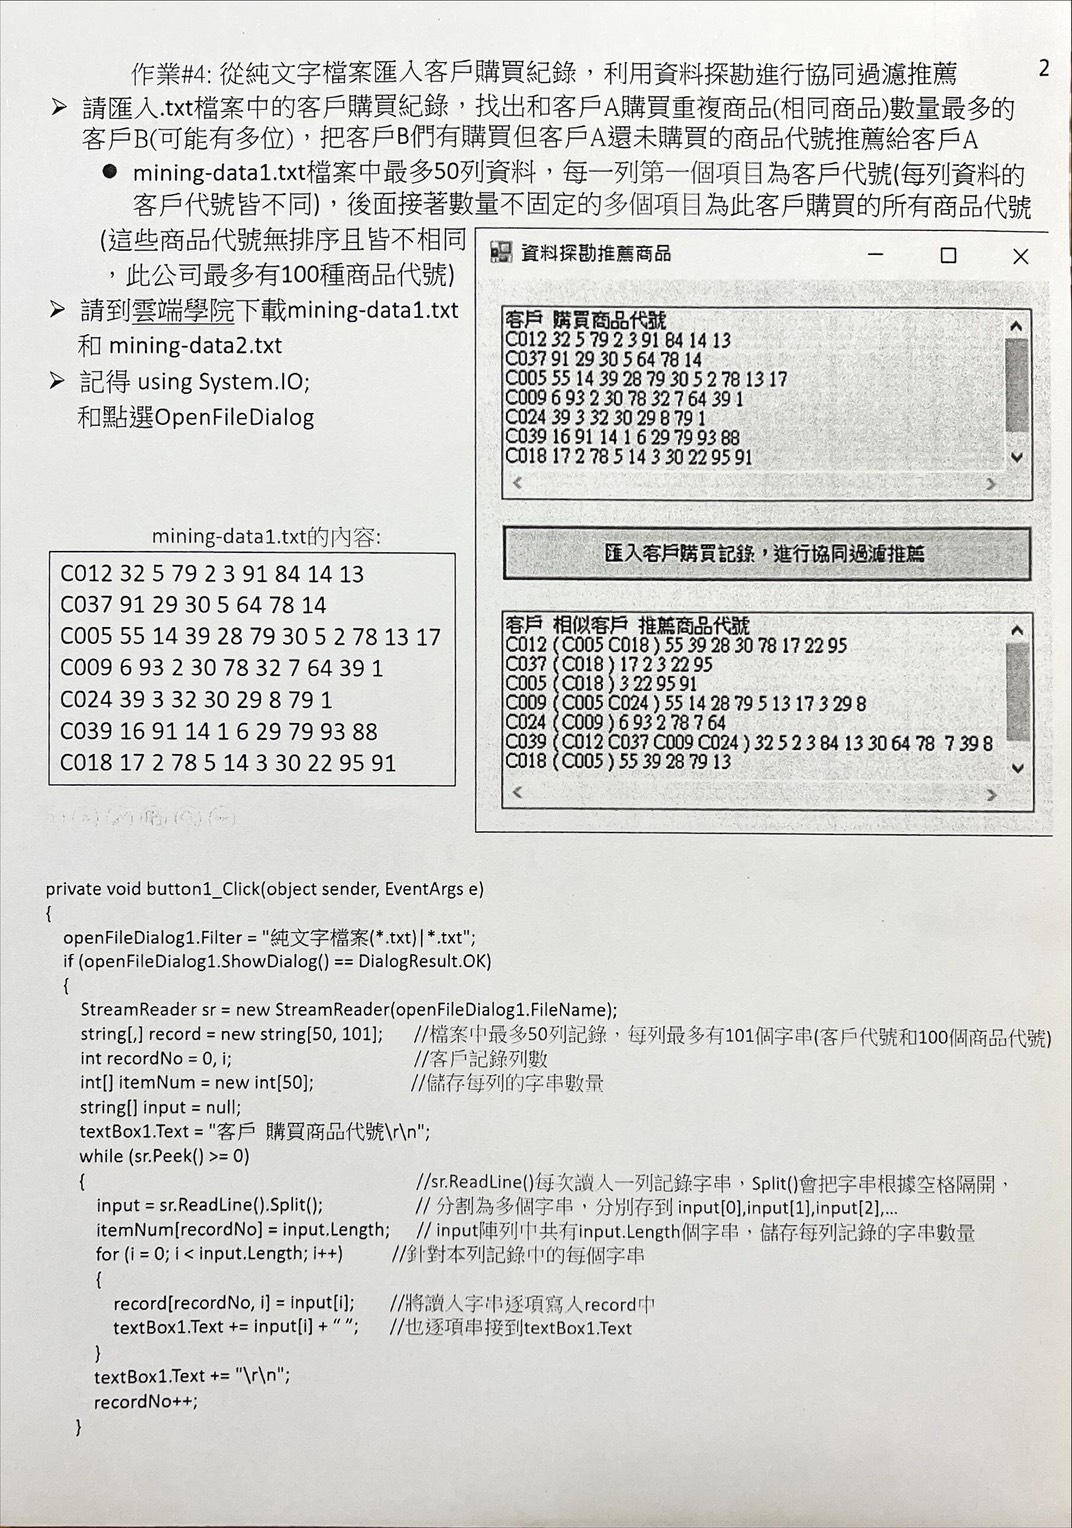 作業#4: 從純文字檔案匯入客戶購買紀錄，利用資料探勘進行協同過濾推薦
2
➢ 請匯入.txt檔案中的客戶購買紀錄，找出和客戶A購買重複商品(相同商品)數量最多的
客戶B(可能有多位)，把客戶B們有購買但客戶A還未購買的商品代號推薦給客戶A
● mining-data1.txt檔案中最多50列資料，每一列第一個項目為客戶代號(每列資料的
客戶代號皆不同)，後面接著數量不固定的多個項目為此客戶購買的所有商品代號
(這些商品代號無排序且皆不相同
，此公司最多有100種商品代號)
➢ 請到雲端學院下載mining-data1.txt
和 mining-data2.txt
➢ 記得 using System.IO;
和點選OpenFileDialog
mining-data1.txt的內容:
C012 32 5 79 2 3 91 84 14 13
C037 91 29 30 5 64 78 14
C005 55 14 39 28 79 30 5 2 78 13 17
C009 6 93 2 30 78 32 7 64 39 1
C024 39 3 32 30 29 8 79 1
C039 16 91 14 1 6 29 79 93 88
C018 17 2 78 5 14 3 30 22 95 91
資料探勘推薦商品
客戶 購買商品代號
C012 32 5 79 2 3 91 84 14 13
C037 91 29 30 5 64 78 14
C005 55 14 39 28 79 30 5 2 78 13 17
C009 6 93 2 30 78 32 7 64 39 1
C024 39 3 32 30 29 8 79 1
C039 16 91 14 1 6 29 79 93 88
C018 17 2 78 5 14 3 30 22 95 91
匯入客戶購買記錄，進行協同過濾推薦
客戶 相似客戶 推薦商品代號
C012 ( C005 C018 ) 55 39 28 30 78 17 22 95
C037 ( C018 ) 17 2 3 22 95
C005 ( C018 ) 3 22 95 91
C009 ( C005 C024 ) 55 14 28 79 5 13 17 3 29 8
C024 ( C009 ) 6 93 2 78 7 64
C039 ( C012 C037 C009 C024 ) 32 5 2 3 84 13 30 64 78 7 39 8
C018 ( C005 ) 55 39 28 79 13
private void button1_Click(object sender, EventArgs e)
{
openFileDialog1.Filter = "純文字檔案(*.txt)|*.txt";
if (openFileDialog1.ShowDialog() == DialogResult.OK)
{
StreamReader sr = new StreamReader(openFileDialog1.FileName);
string[,] record = new string[50, 101]; //檔案中最多50列記錄，每列最多有101個字串(客戶代號和100個商品代號)
int recordNo = 0, i; //客戶記錄列數
int[] itemNum = new int[50]; //儲存每列的字串數量
string[] input = null;
textBox1.Text = "客戶 購買商品代號\r\n";
while (sr.Peek() >= 0)
{ //sr.ReadLine()每次讀入一列記錄字串，Split()會把字串根據空格隔開，
input = sr.ReadLine().Split(); // 分割為多個字串，分別存到 input[0],input[1],input[2],...
itemNum[recordNo] = input.Length; // input陣列中共有input.Length個字串，儲存每列記錄的字串數量
for (i = 0; i < input.Length; i++) //針對本列記錄中的每個字串
{
record[recordNo, i] = input[i]; //將讀入字串逐項寫入record中
textBox1.Text += input[i] + “ ”; //也逐項串接到textBox1.Text
}
textBox1.Text += "\r\n";
recordNo++;
}